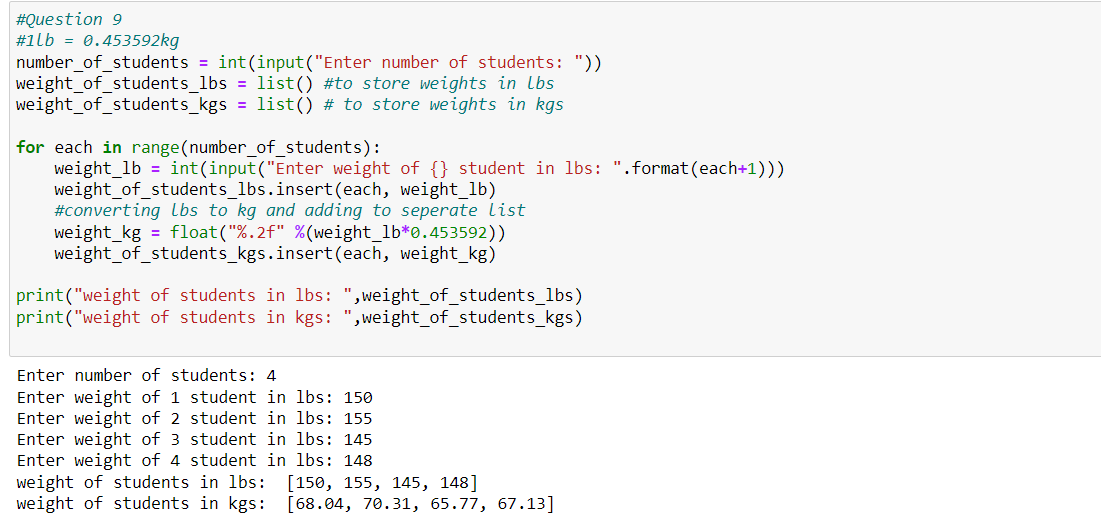 #Question 9
#1lb = 0.453592kg
number_of_students = int(input("Enter number of students: "))
weight_of_students_lbs = list() #to store weights in lbs
weight_of_students_kgs = list() # to store weights in kgs

for each in range(number_of_students):
    weight_lb = int(input("Enter weight of {} student in lbs: ".format(each+1)))
    weight_of_students_lbs.insert(each, weight_lb)
    #converting lbs to kg and adding to seperate list
    weight_kg = float("%.2f" %(weight_lb*0.453592))
    weight_of_students_kgs.insert(each, weight_kg)

print("weight of students in lbs: ",weight_of_students_lbs)
print("weight of students in kgs: ",weight_of_students_kgs)

Enter number of students: 4
Enter weight of 1 student in lbs: 150
Enter weight of 2 student in lbs: 155
Enter weight of 3 student in lbs: 145
Enter weight of 4 student in lbs: 148
weight of students in lbs:  [150, 155, 145, 148]
weight of students in kgs:  [68.04, 70.31, 65.77, 67.13]